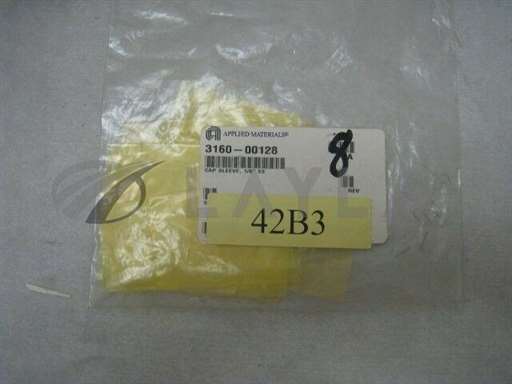 APPLIED MATERIALS®
3160-00128
CAP SLEEVE, 1/8" SS
8
REV
42B3